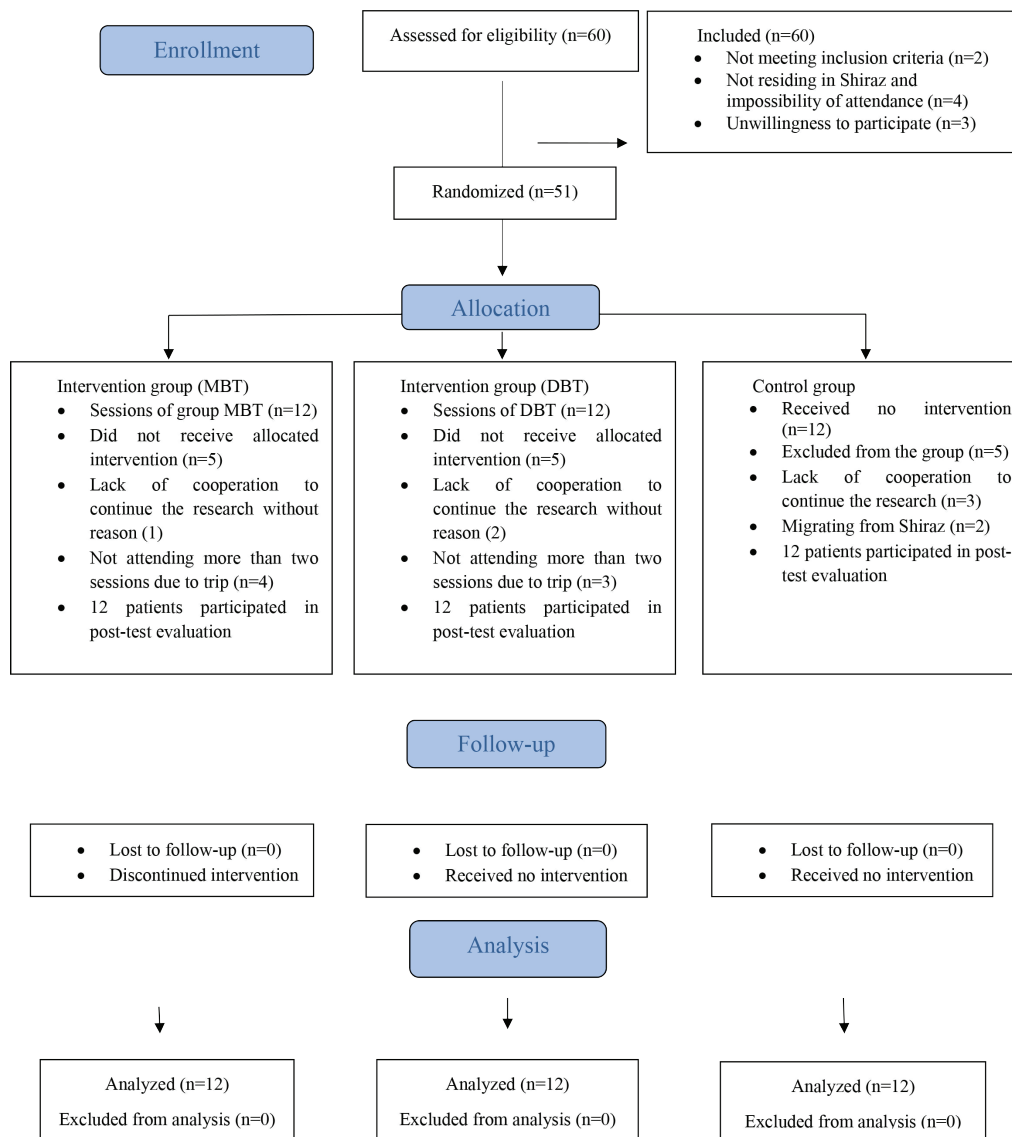 Enrollment
Assessed for eligibility (n=60)
Included (n=60)
• Not meeting inclusion criteria (n=2)
• Not residing in Shiraz and
impossibility of attendance (n=4)
• Unwillingness to participate (n=3)
Randomized (n=51)
Allocation
Intervention group (MBT)
• Sessions of group MBT (n=12)
• Did not receive allocated
intervention (n=5)
• Lack of cooperation to
continue the research without
reason (1)
• Not attending more than two
sessions due to trip (n=4)
• 12 patients participated in
post-test evaluation
Intervention group (DBT)
• Sessions of DBT (n=12)
• Did not receive allocated
intervention (n=5)
• Lack of cooperation to
continue the research without
reason (2)
• Not attending more than two
sessions due to trip (n=3)
• 12 patients participated in
post-test evaluation
Control group
• Received no intervention
(n=12)
• Excluded from the group (n=5)
• Lack of cooperation to
continue the research (n=3)
• Migrating from Shiraz (n=2)
• 12 patients participated in post-
test evaluation
Follow-up
• Lost to follow-up (n=0)
• Discontinued intervention
• Lost to follow-up (n=0)
• Received no intervention
• Lost to follow-up (n=0)
• Received no intervention
Analysis
Analyzed (n=12)
Excluded from analysis (n=0)
Analyzed (n=12)
Excluded from analysis (n=0)
Analyzed (n=12)
Excluded from analysis (n=0)